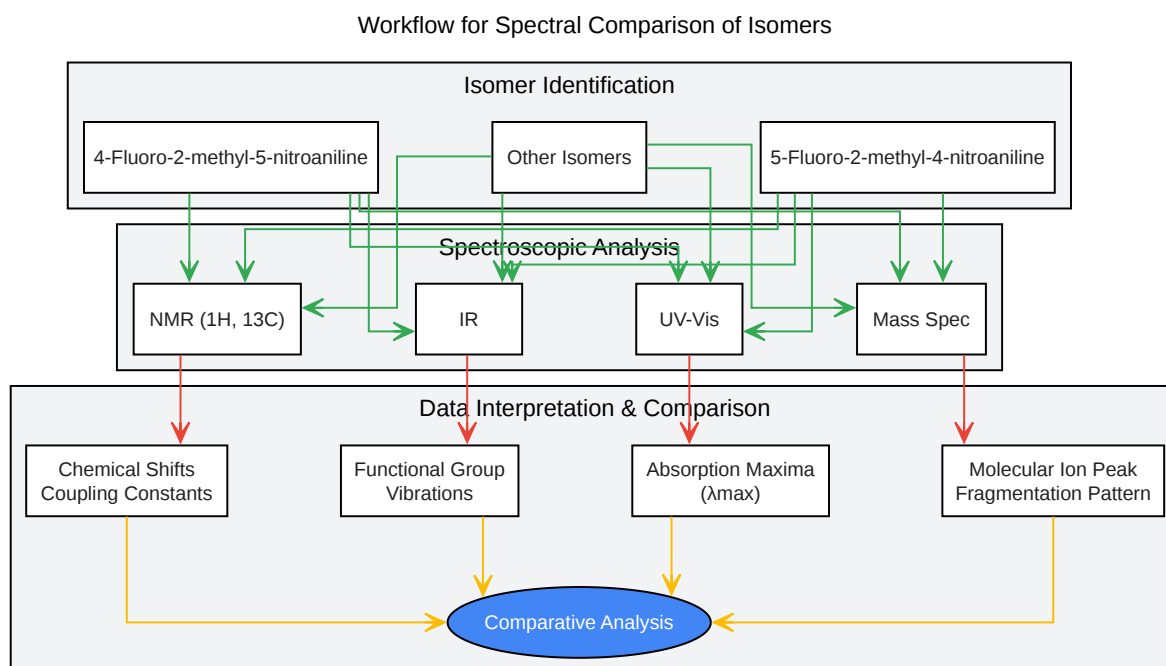 Workflow for Spectral Comparison of Isomers
Isomer Identification
4-Fluoro-2-methyl-5-nitroaniline
Other Isomers
5-Fluoro-2-methyl-4-nitroaniline
Spectroscopic Analysis
NMR (1H, 13C)
IR
UV-Vis
Mass Spec
Data Interpretation & Comparison
Chemical Shifts
Coupling Constants
Functional Group
Vibrations
Absorption Maxima
(λmax)
Molecular Ion Peak
Fragmentation Pattern
Comparative Analysis